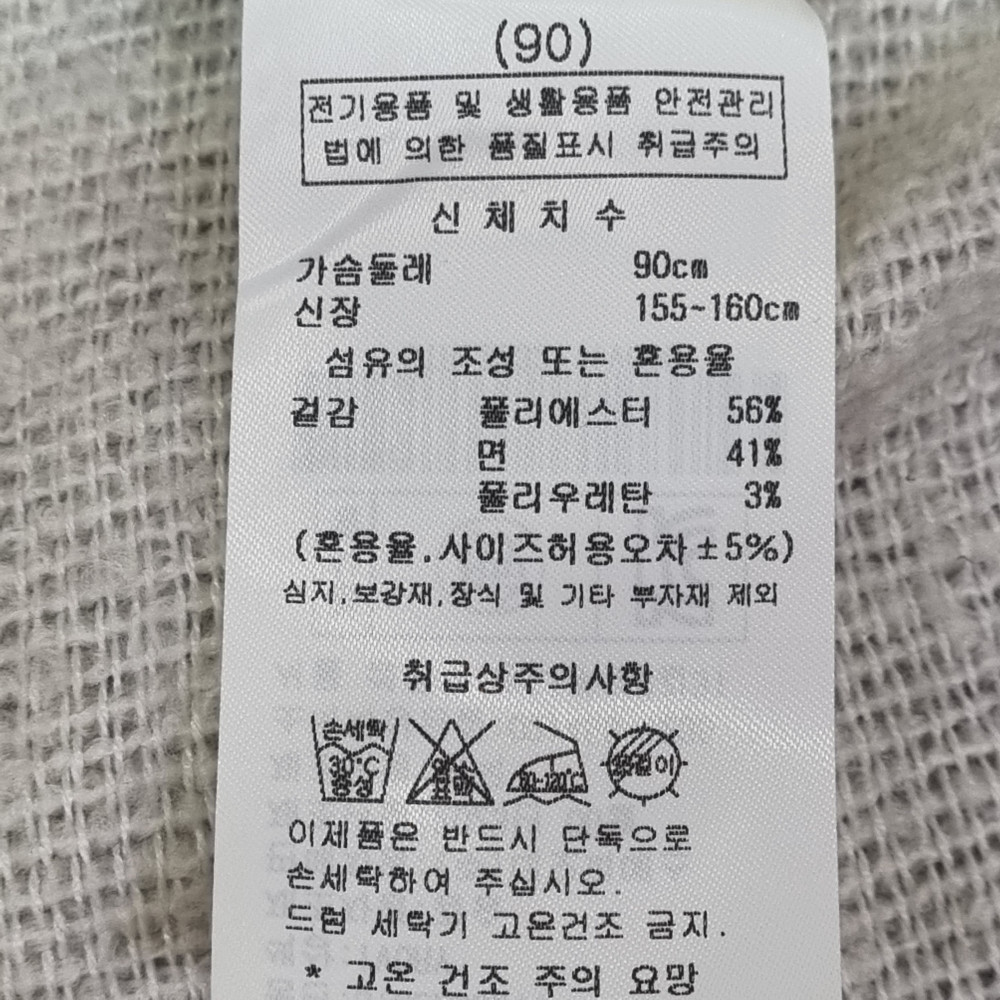 (90)
전기용품 및 생활용품 안전관리
법에 의한 품질표시 취급주의
신 체 치 수
가슴둘레 90cm
신장 155~160cm
섬유의 조성 또는 혼용율
겉감 폴리에스터 56%
면 41%
폴리우레탄 3%
(혼용율.사이즈허용오차±5%)
심지.보강재.장식 및 기타 부자재 제외
취급상주의사항
손세탁
30℃
중성
80~120℃
이제품은 반드시 단독으로
손세탁하여 주십시오.
드럼 세탁기 고온건조 금지.
* 고온 건조 주의 요망